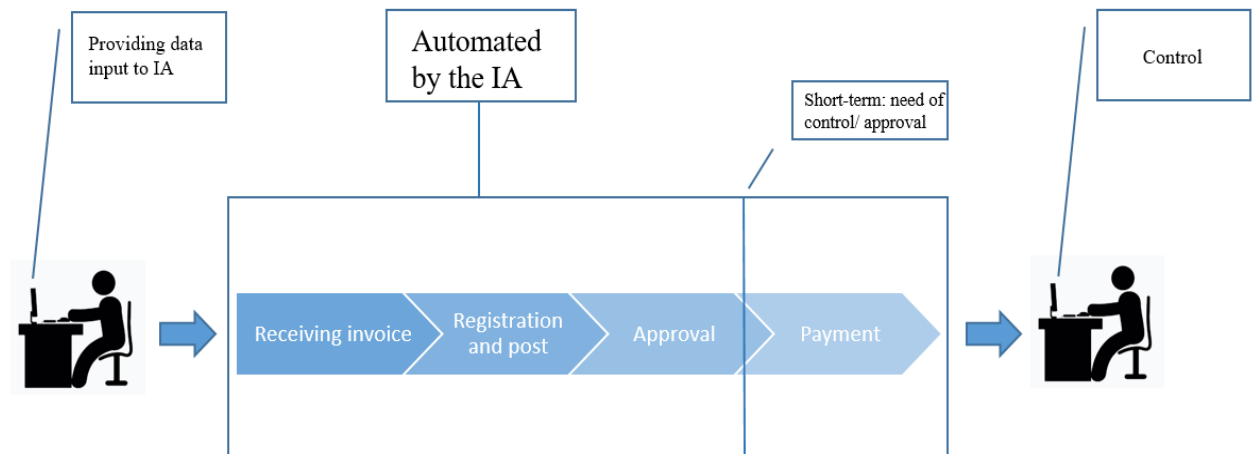 Providing data
input to IA
Automated
by the IA
Short-term: need of
control/ approval
Control
Receiving invoice
Registration
and post
Approval
Payment